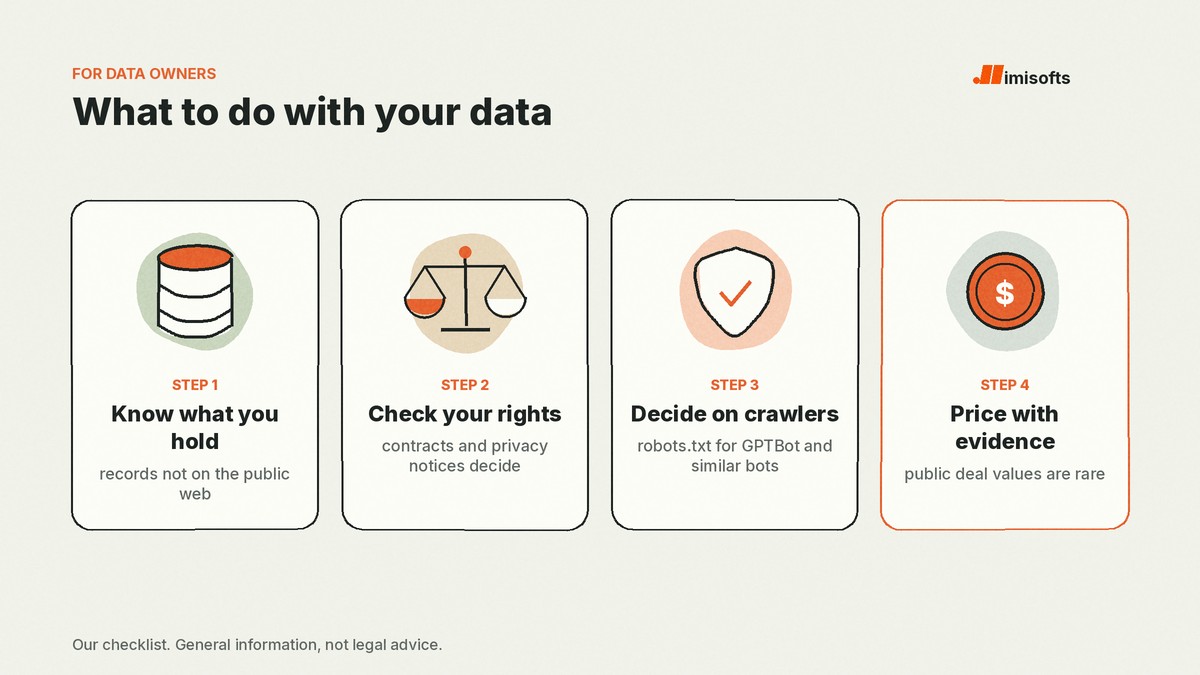 FOR DATA OWNERS
What to do with your data
imisofts
STEP 1
Know what you
hold
records not on the public
web
STEP 2
Check your rights
contracts and privacy
notices decide
STEP 3
Decide on crawlers
robots.txt for GPTBot and
similar bots
$
STEP 4
Price with
evidence
public deal values are rare
Our checklist. General information, not legal advice.